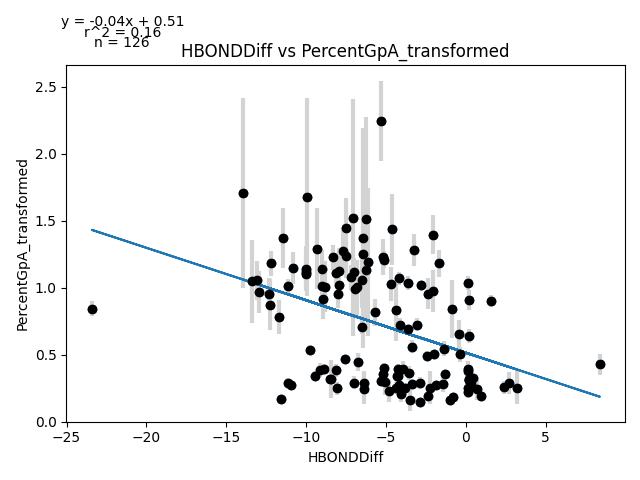 y = -0.04x + 0.51
r^2 = 0.16
n = 126
HBONDDiff vs PercentGpA_transformed
PercentGpA_transformed
2.5
2.0
1.5
1.0
0.5
0.0
−25
−20
−15
−10
−5
0
5
HBONDDiff